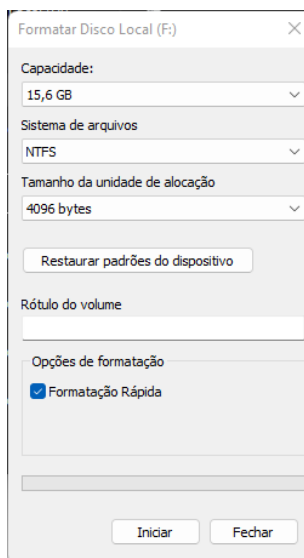 Formatar Disco Local (F:)
Capacidade:
15,6 GB
Sistema de arquivos
NTFS
Tamanho da unidade de alocação
4096 bytes
Restaurar padrões do dispositivo
Rótulo do volume
Opções de formatação
Formatação Rápida
Iniciar
Fechar